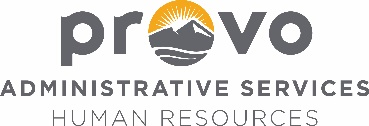 provo
ADMINISTRATIVE SERVICES
HUMAN RESOURCES